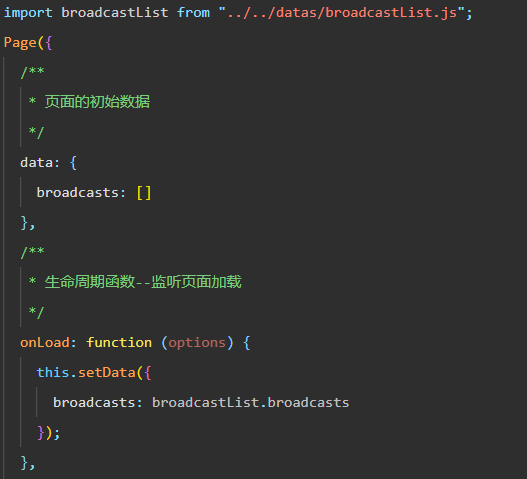 import broadcastList from "../../datas/broadcastList.js";
Page({
/**
* 页面的初始数据
*/
data: {
broadcasts: []
},
/**
* 生命周期函数--监听页面加载
*/
onLoad: function (options) {
this.setData({
broadcasts: broadcastList.broadcasts
});
},